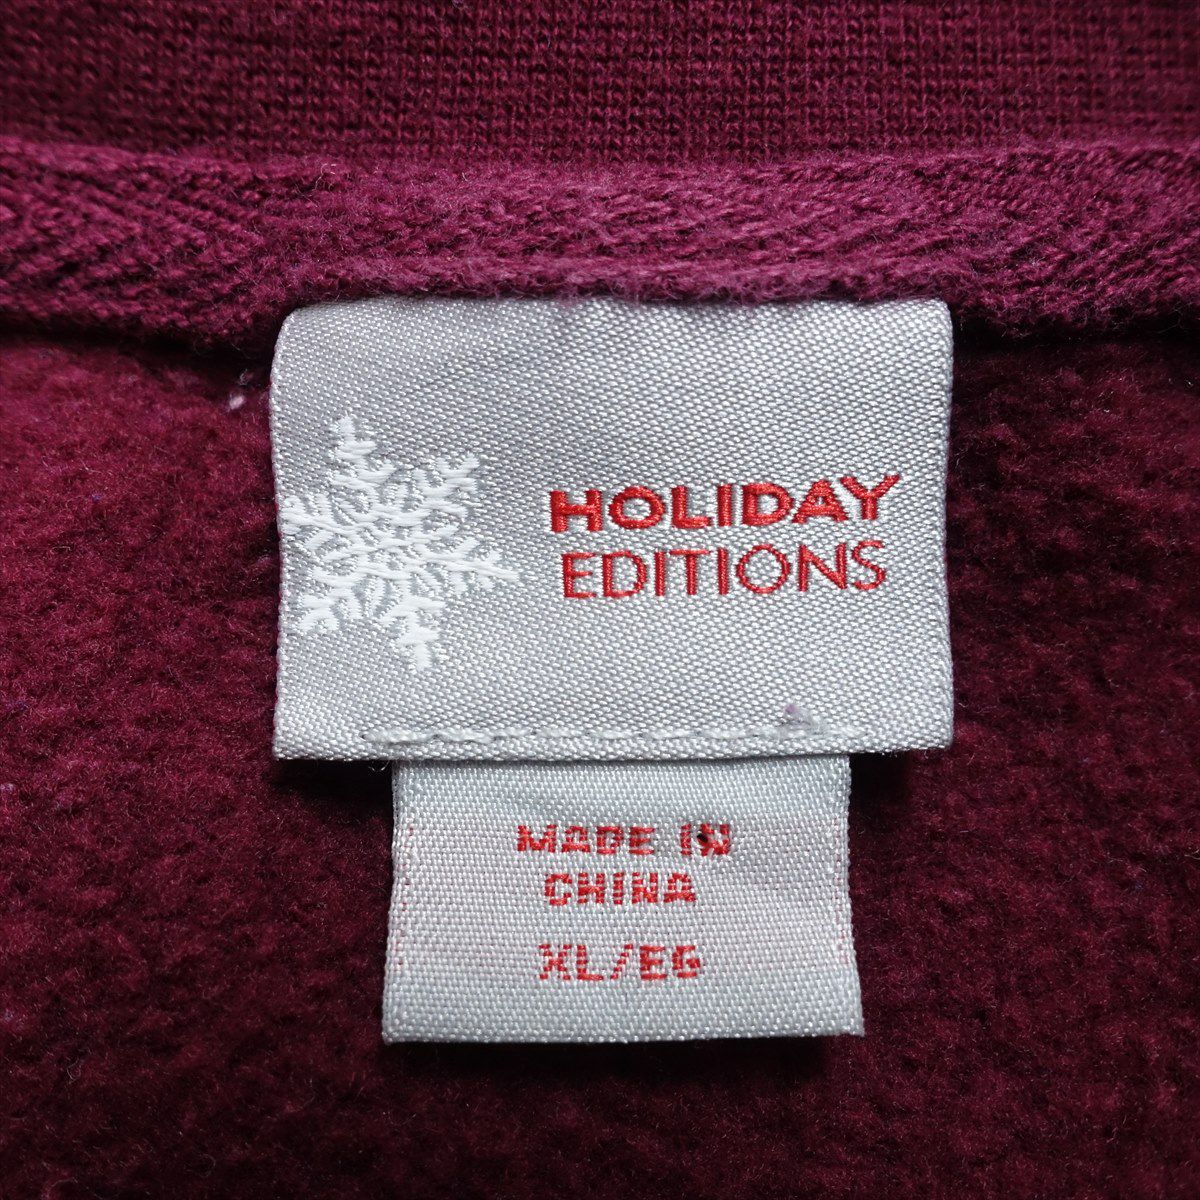 HOLIDAY
EDITIONS
MADE IN
CHINA
XL/EG